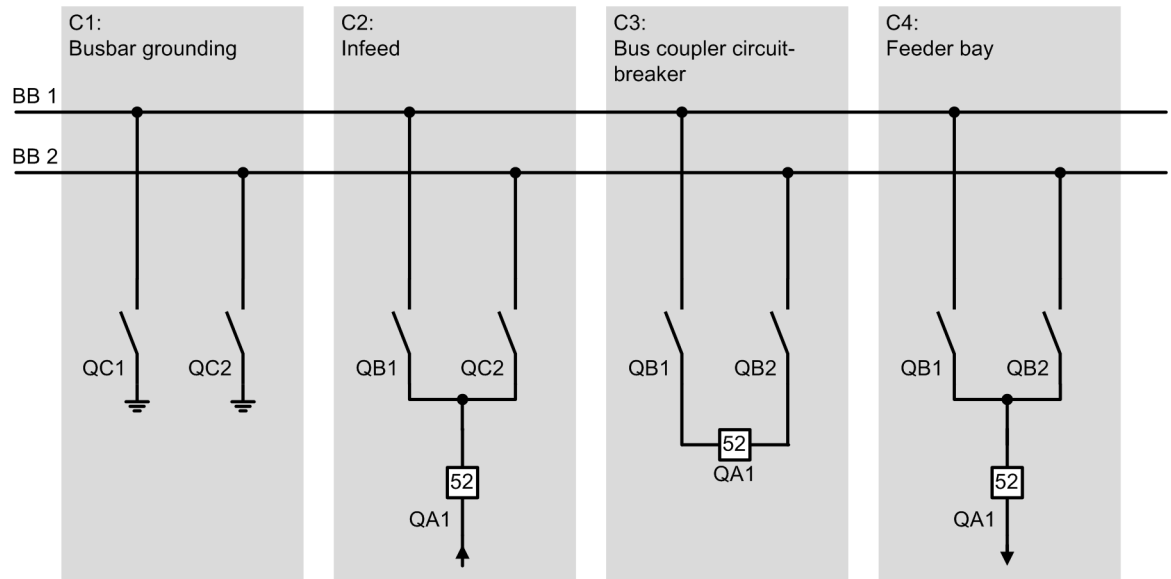 C1:
Busbar grounding
C2:
Infeed
C3:
Bus coupler circuit-
breaker
C4:
Feeder bay
BB 1
BB 2
QC1
QC2
QB1
QC2
QB1
QB2
QB1
QB2
52
QA1
52
QA1
52
QA1